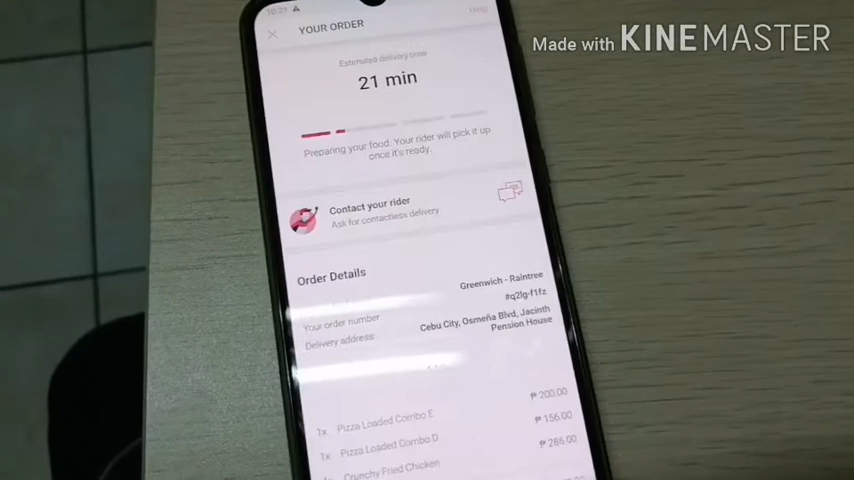 10:21
YOUR ORDER
Help
Made with KINEMASTER
Estimated delivery time
21 min
Preparing your food. Your rider will pick it up
once it's ready.
Contact your rider
Ask for contactless delivery
Order Details
Greenwich - Raintree
Your order number
#q2lg-f1fz
Delivery address:
Cebu City, Osmeña Blvd, Jacinth
Pension House
1x Pizza Loaded Combo E ₱ 200.00
1x Pizza Loaded Combo D ₱ 156.00
Crunchy Fried Chicken ₱ 286.00